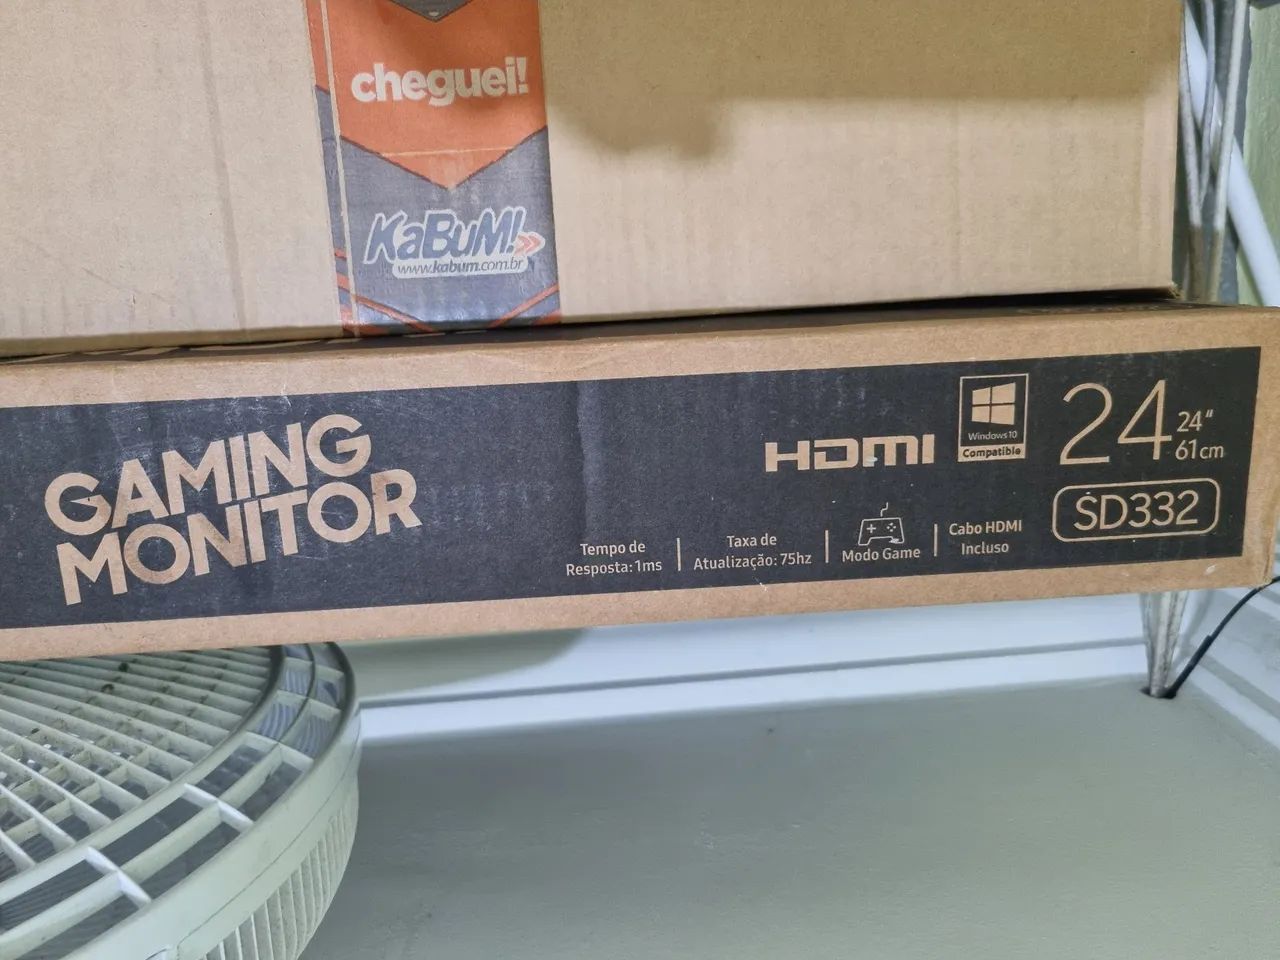 cheguei!
KaBuM!
www.kabum.com.br
GAMING
MONITOR
HDMI
Windows 10
Compatible
24
24"
61cm
SD332
Tempo de
Resposta: 1ms
Taxa de
Atualização: 75hz
Modo Game
Cabo HDMI
Incluso